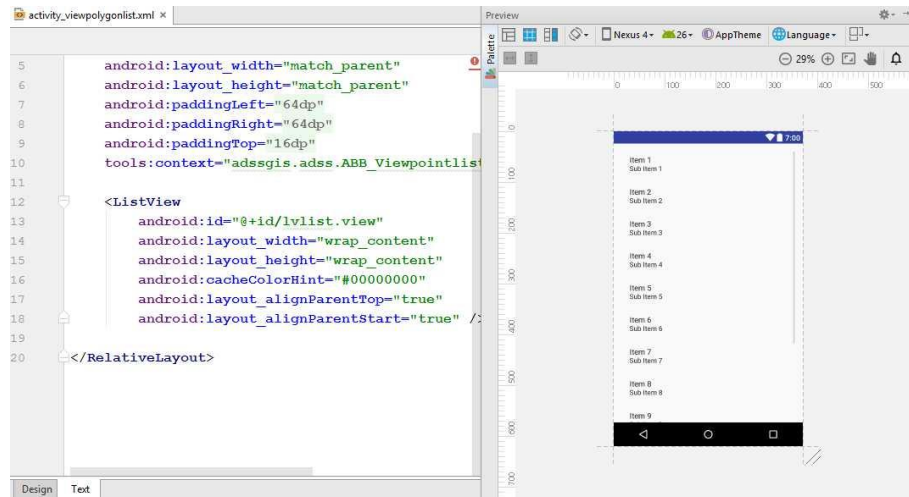 activity_viewpolygonlist.xml ×
Preview
Nexus 4 26 AppTheme Language
Palette
29%
5 android:layout_width="match_parent"
6 android:layout_height="match_parent"
7 android:paddingLeft="64dp"
8 android:paddingRight="64dp"
9 android:paddingTop="16dp"
10 tools:context="adssgis.adss.ABB_Viewpointlist
11
12 <ListView
13 android:id="@+id/lvlist.view"
14 android:layout_width="wrap_content"
15 android:layout_height="wrap_content"
16 android:cacheColorHint="#00000000"
17 android:layout_alignParentTop="true"
18 android:layout_alignParentStart="true" />
19
20 </RelativeLayout>
Design Text
0 100 200 300 400 500
0
100
200
300
400
500
600
700
7:00
Item 1
Sub Item 1
Item 2
Sub Item 2
Item 3
Sub Item 3
Item 4
Sub Item 4
Item 5
Sub Item 5
Item 6
Sub Item 6
Item 7
Sub Item 7
Item 8
Sub Item 8
Item 9